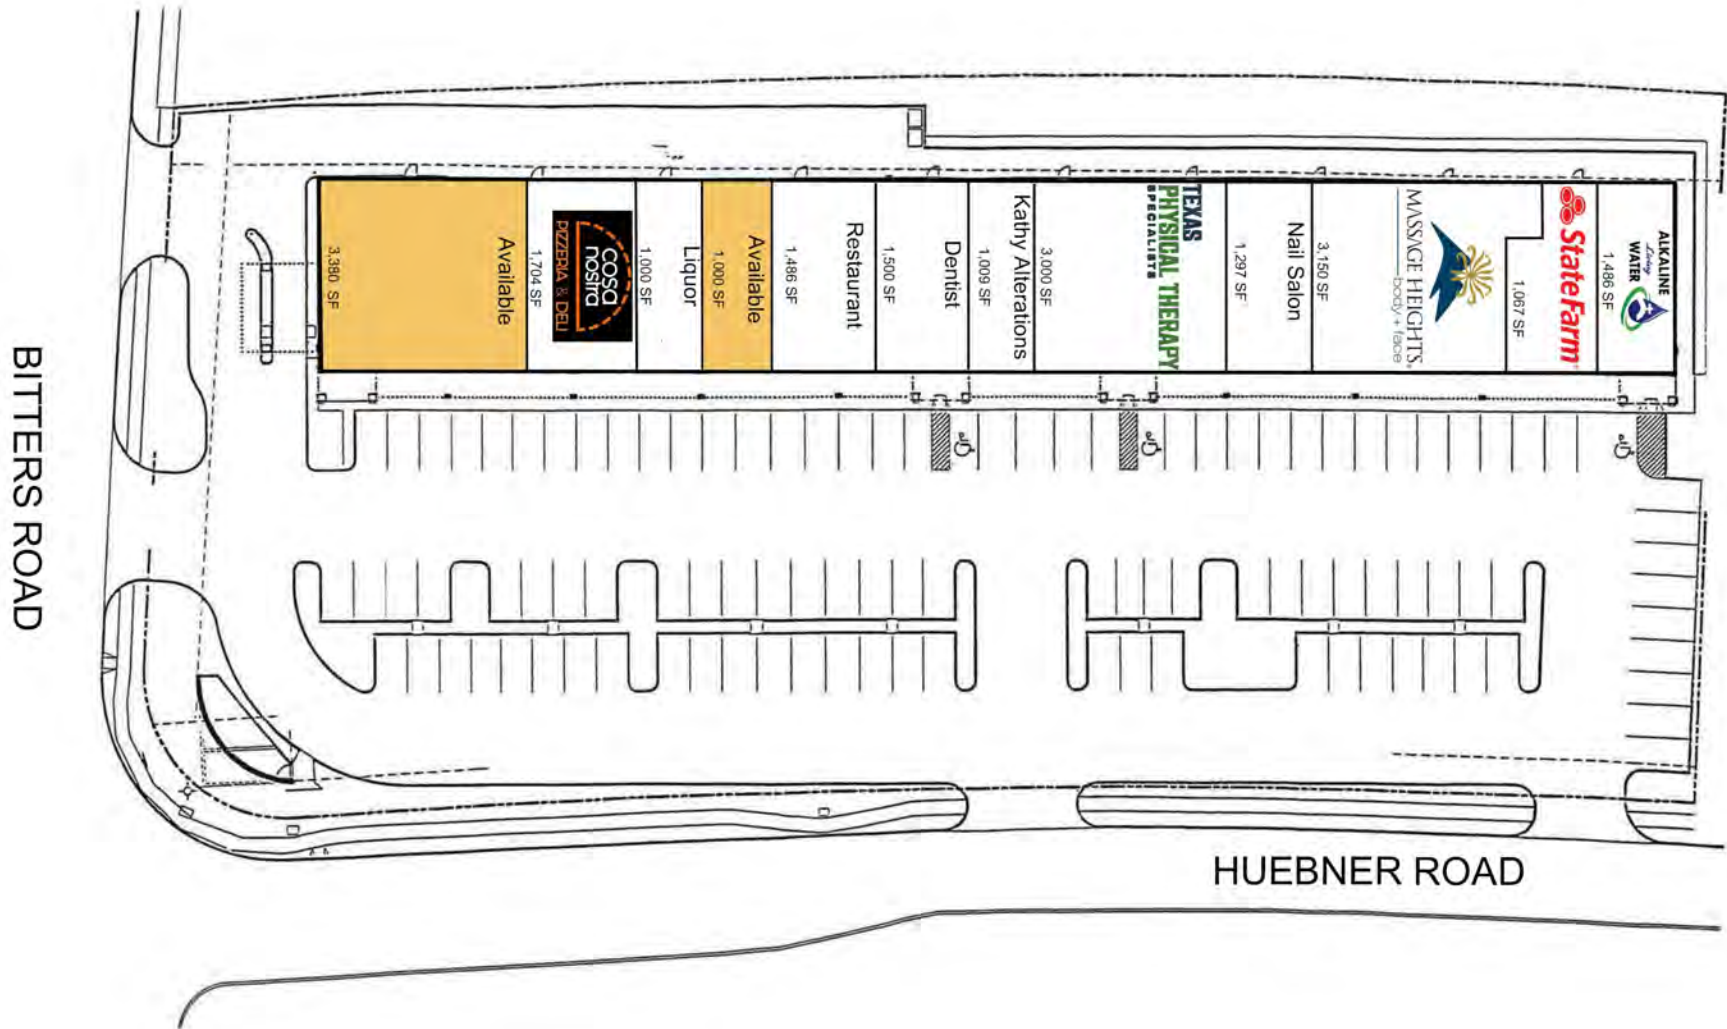 BITTERS ROAD
HUEBNER ROAD
Available
3,380 SF
cosa
nostra
PIZZERIA & DELI
1,704 SF
Liquor
1,000 SF
Available
1,000 SF
Restaurant
1,486 SF
Dentist
1,500 SF
Kathy Alterations
1,009 SF
TEXAS
PHYSICAL THERAPY
SPECIALISTS
3,000 SF
Nail Salon
1,297 SF
MASSAGE HEIGHTS.
body + face
3,150 SF
StateFarm
1,067 SF
ALKALINE
Living
WATER
1,486 SF